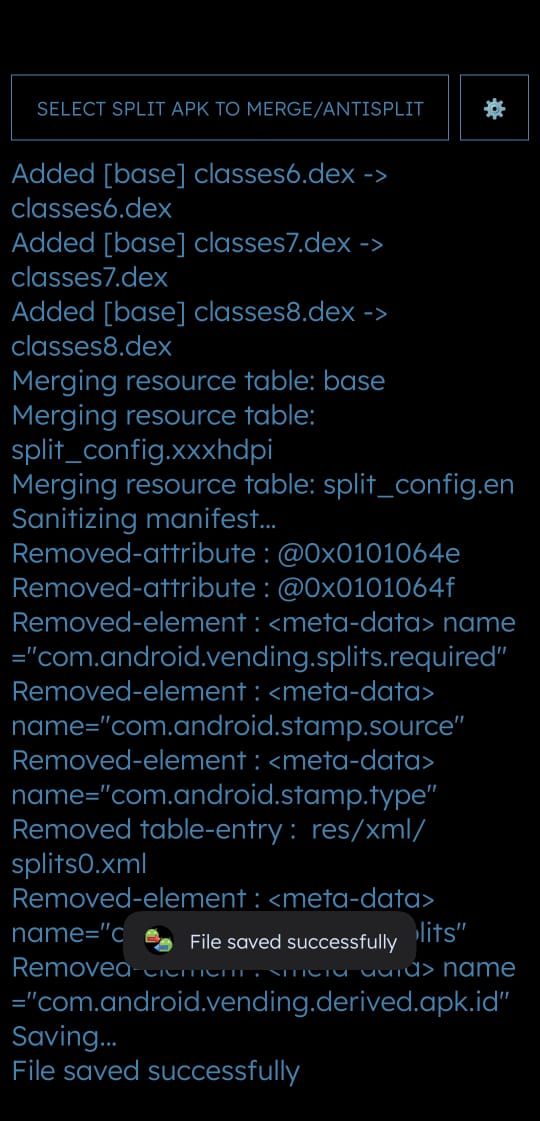 SELECT SPLIT APK TO MERGE/ANTISPLIT
Added [base] classes6.dex ->
classes6.dex
Added [base] classes7.dex ->
classes7.dex
Added [base] classes8.dex ->
classes8.dex
Merging resource table: base
Merging resource table:
split_config.xxxhdpi
Merging resource table: split_config.en
Sanitizing manifest...
Removed-attribute : @0x0101064e
Removed-attribute : @0x0101064f
Removed-element : <meta-data> name
="com.android.vending.splits.required"
Removed-element : <meta-data>
name="com.android.stamp.source"
Removed-element : <meta-data>
name="com.android.stamp.type"
Removed table-entry :  res/xml/
splits0.xml
Removed-element : <meta-data>
name="c
File saved successfully
Removed-element : <meta-data> name
="com.android.vending.derived.apk.id"
Saving...
File saved successfully